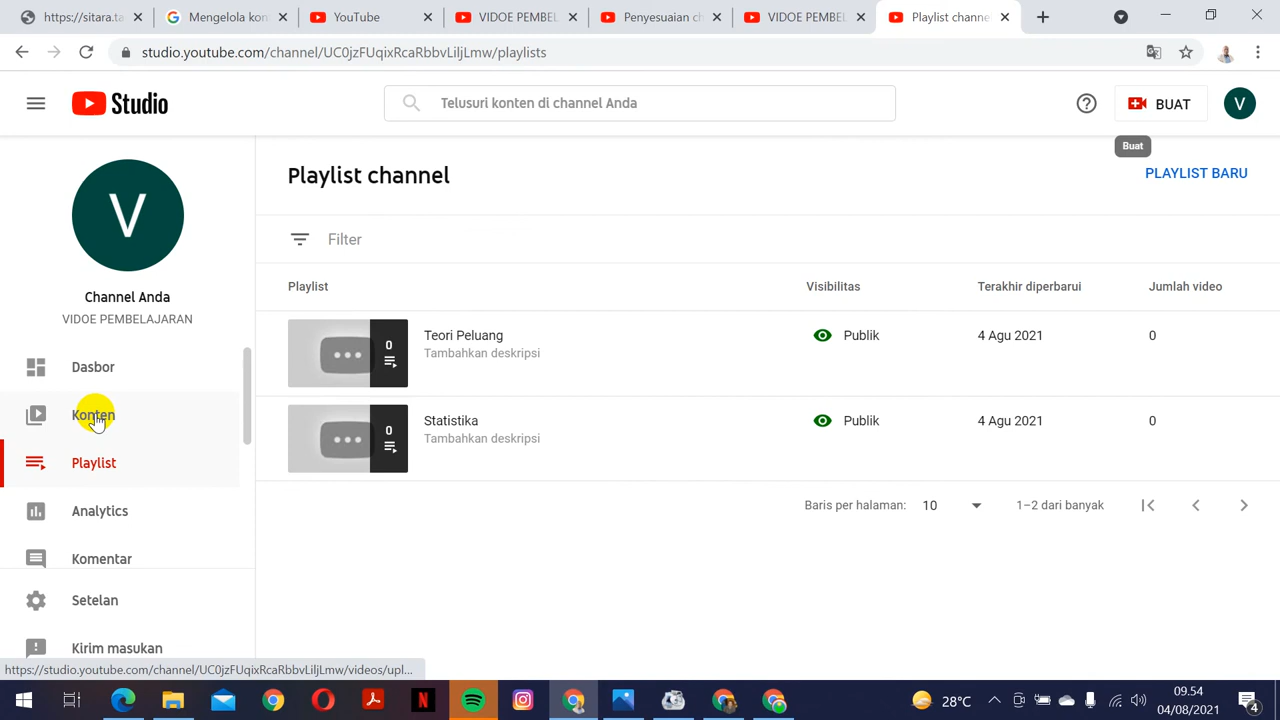 https://sitara.ta
Mengelola kon
YouTube
VIDOE PEMBEL
Penyesuaian ch
VIDOE PEMBEL
Playlist channe
studio.youtube.com/channel/UC0jzFUqixRcaRbbvLiljLmw/playlists
Studio
Telusuri konten di channel Anda
BUAT
V
Buat
V
Channel Anda
VIDOE PEMBELAJARAN
Dasbor
Konten
Playlist
Analytics
Komentar
Setelan
Kirim masukan
Playlist channel
PLAYLIST BARU
Filter
Playlist Visibilitas Terakhir diperbarui Jumlah video
0
Teori Peluang Publik 4 Agu 2021 0
Tambahkan deskripsi
0
Statistika Publik 4 Agu 2021 0
Tambahkan deskripsi
Baris per halaman: 10 1–2 dari banyak
https://studio.youtube.com/channel/UC0jzFUqixRcaRbbvLiljLmw/videos/upl...
28°C
09.54
04/08/2021
4